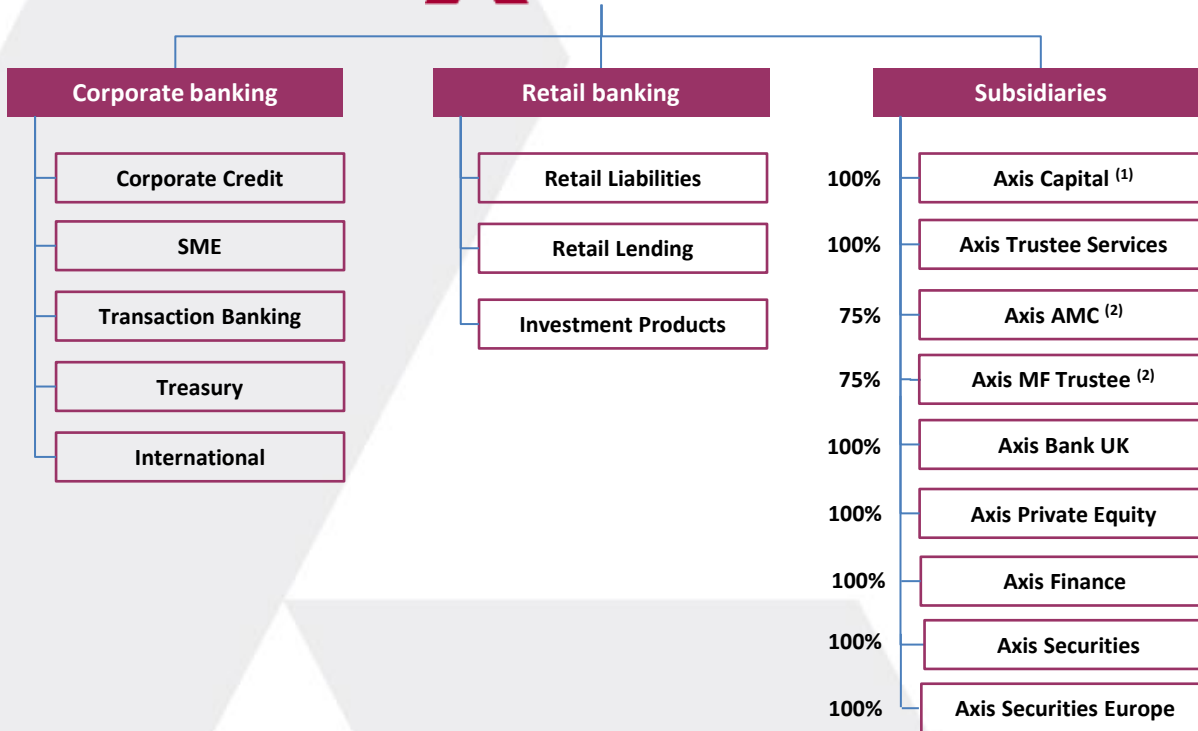 Corporate banking
Retail banking
Subsidiaries
Corporate Credit
SME
Transaction Banking
Treasury
International
Retail Liabilities
Retail Lending
Investment Products
100% Axis Capital (1)
100% Axis Trustee Services
75% Axis AMC (2)
75% Axis MF Trustee (2)
100% Axis Bank UK
100% Axis Private Equity
100% Axis Finance
100% Axis Securities
100% Axis Securities Europe